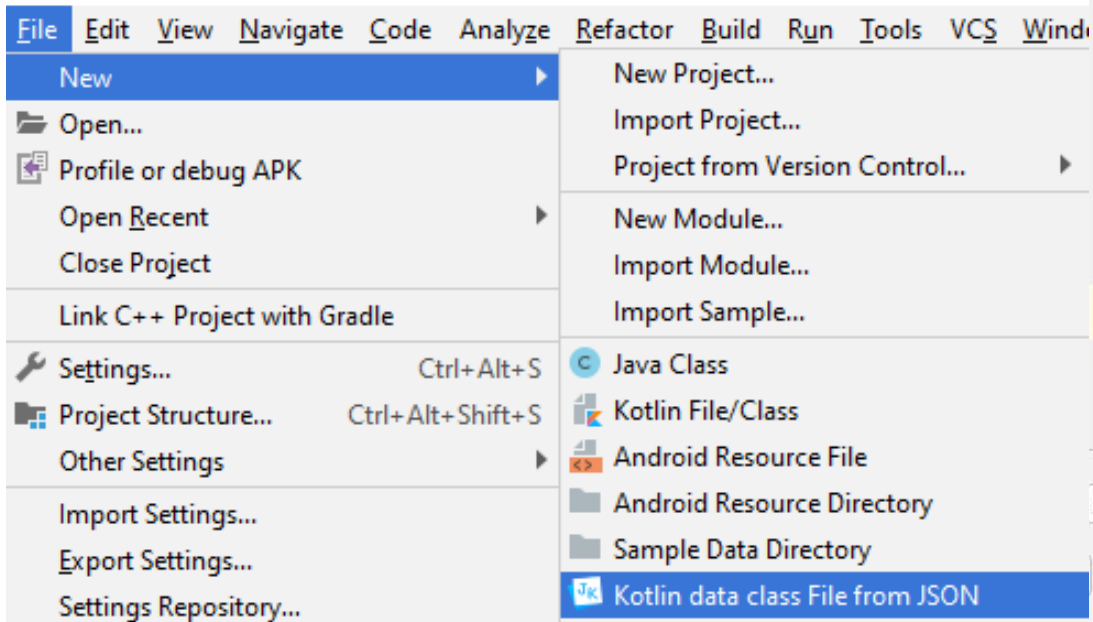 File Edit View Navigate Code Analyze Refactor Build Run Tools VCS
New
Open...
Profile or debug APK
Open Recent
Close Project
Link C++ Project with Gradle
Settings... Ctrl+Alt+S
Project Structure... Ctrl+Alt+Shift+S
Other Settings
Import Settings...
Export Settings...
Settings Repository...
New Project...
Import Project...
Project from Version Control...
New Module...
Import Module...
Import Sample...
C Java Class
Kotlin File/Class
<> Android Resource File
Android Resource Directory
Sample Data Directory
JK Kotlin data class File from JSON